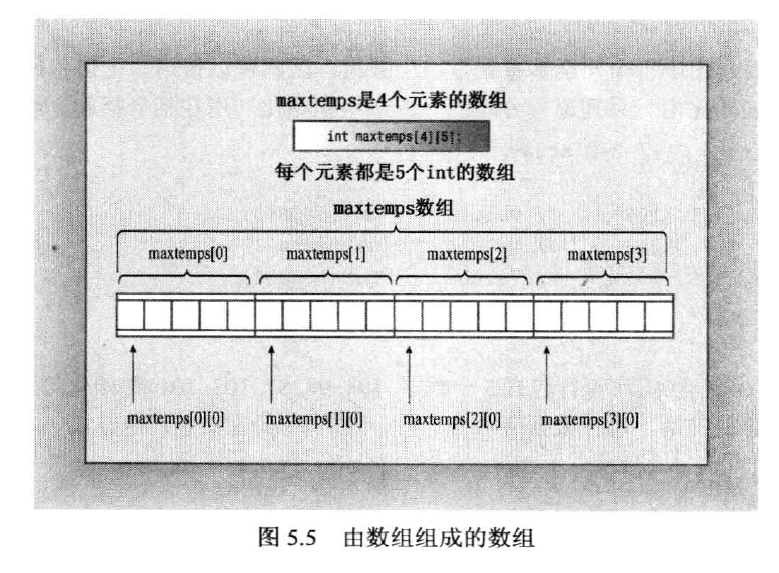 maxtemps是4个元素的数组
int maxtemps[4][5];
每个元素都是5个int的数组
maxtemps数组
maxtemps[0] maxtemps[1] maxtemps[2] maxtemps[3]
maxtemps[0][0] maxtemps[1][0] maxtemps[2][0] maxtemps[3][0]
图 5.5 由数组组成的数组